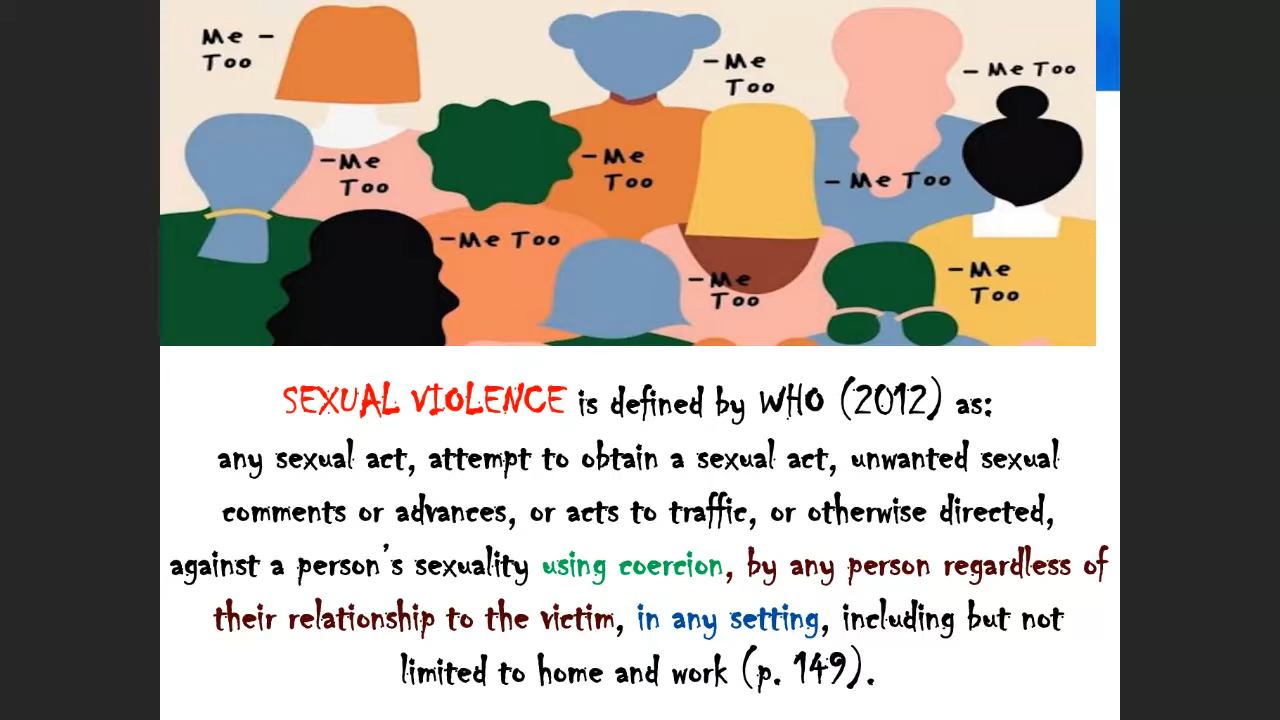 Me -
Too
- Me
Too
- Me Too
- Me
Too
- Me
Too
- Me Too
- Me Too
- Me
Too
- Me
Too
SEXUAL VIOLENCE is defined by WHO (2012) as:
any sexual act, attempt to obtain a sexual act, unwanted sexual
comments or advances, or acts to traffic, or otherwise directed,
against a person's sexuality using coercion, by any person regardless of
their relationship to the victim, in any setting, including but not
limited to home and work (p. 149).